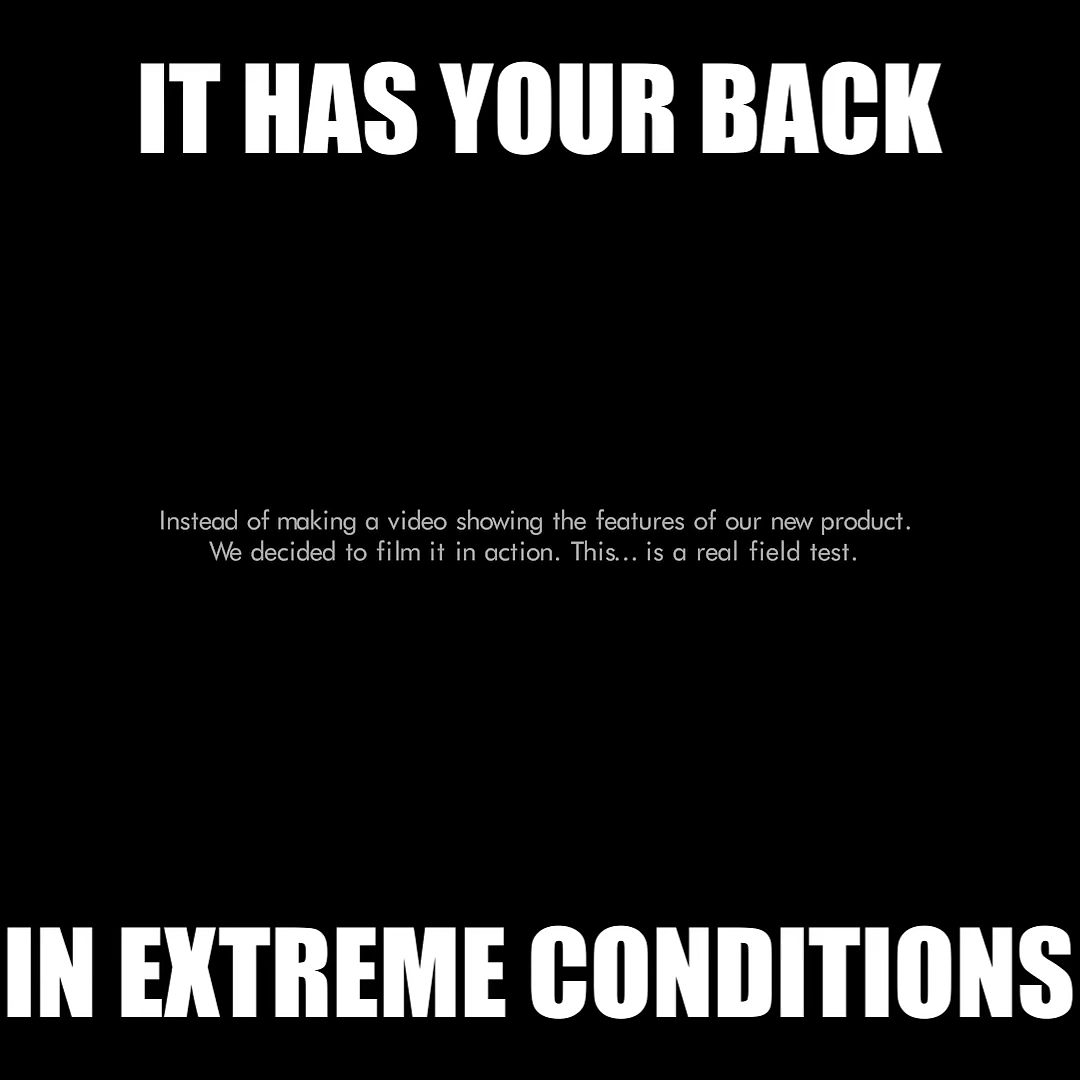 IT HAS YOUR BACK
Instead of making a video showing the features of our new product.
We decided to film it in action. This... is a real field test.
IN EXTREME CONDITIONS